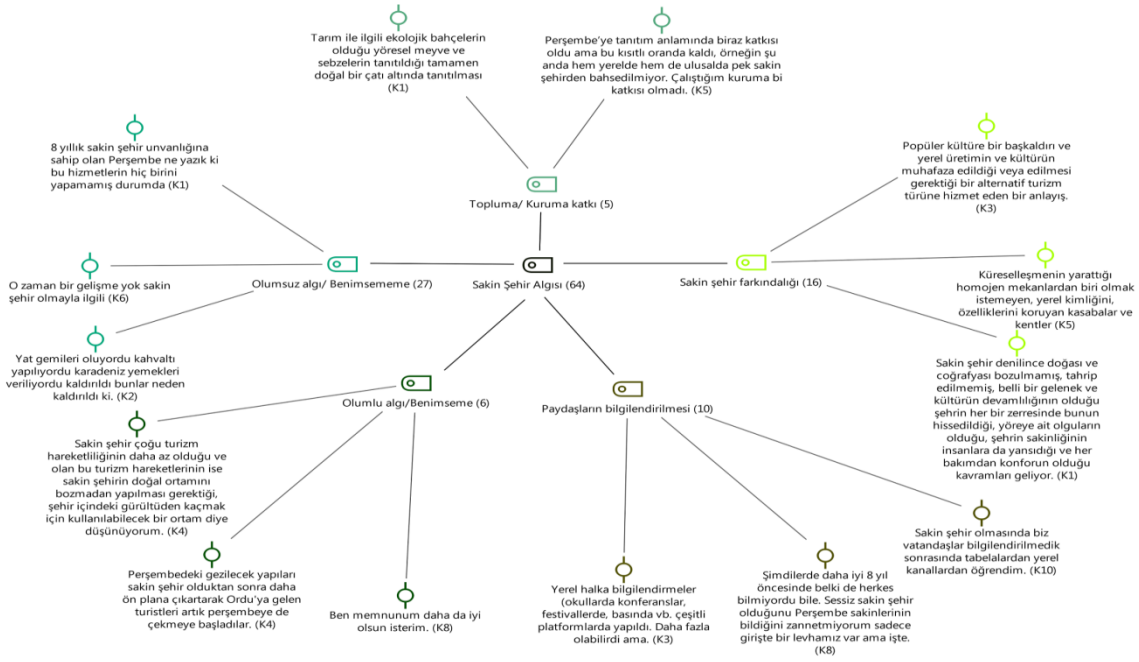 Tarım ile ilgili ekolojik bahçelerin
olduğu yöresel meyve ve
sebzelerin tanıtıldığı tamamen
doğal bir çatı altında tanıtılması
(K1)
Perşembe'ye tanıtım anlamında biraz katkısı
oldu ama bu kısıtlı oranda kaldı, örneğin şu
anda hem yerelde hem de ulusalda pek sakin
şehirden bahsedilmiyor. Çalıştığım kuruma bi
katkısı olmadı. (K5)
8 yıllık sakin şehir unvanlığına
sahip olan Perşembe ne yazık ki
bu hizmetlerin hiç birini
yapamamış durumda (K1)
Popüler kültüre bir başkaldırı ve
yerel üretimin ve kültürün
muhafaza edildiği veya edilmesi
gerektiği bir alternatif turizm
türüne hizmet eden bir anlayış.
(K3)
Topluma/ Kuruma katkı (5)
O zaman bir gelişme yok sakin
şehir olmayla ilgili (K6)
Olumsuz algı/ Benimsememe (27)
Sakin Şehir Algısı (64)
Sakin şehir farkındalığı (16)
Küreselleşmenin yarattığı
homojen mekanlardan biri olmak
istemeyen, yerel kimliğini,
özelliklerini koruyan kasabalar ve
kentler (K5)
Yat gemileri oluyordu kahvaltı
yapılıyordu karadeniz yemekleri
veriliyordu kaldırıldı bunlar neden
kaldırıldı ki. (K2)
Olumlu algı/Benimseme (6)
Paydaşların bilgilendirilmesi (10)
Sakin şehir denilince doğası ve
coğrafyası bozulmamış, tahrip
edilmemiş, belli bir gelenek ve
kültürün devamlılığının olduğu
şehrin her bir zerresinde bunun
hissedildiği, yöreye ait olguların
olduğu, şehrin sakinliğinin
insanlara da yansıdığı ve her
bakımdan konforun olduğu
kavramları geliyor. (K1)
Sakin şehir çoğu turizm
hareketliliğinin daha az olduğu ve
olan bu turizm hareketlerinin ise
sakin şehirin doğal ortamını
bozmadan yapılması gerektiği,
şehir içindeki gürültüden kaçmak
için kullanılabilecek bir ortam diye
düşünüyorum. (K4)
Perşembedeki gezilecek yapıları
sakin şehir olduktan sonra daha
ön plana çıkartarak Ordu'ya gelen
turistleri artık perşembeye de
çekmeye başladılar. (K4)
Ben memnunum daha da iyi
olsun isterim. (K8)
Yerel halka bilgilendirmeler
(okullarda konferanslar,
festivallerde, basında vb. çeşitli
platformlarda yapıldı. Daha fazla
olabilirdi ama. (K3)
Şimdilerde daha iyi 8 yıl
öncesinde belki de herkes
bilmiyordu bile. Sessiz sakin şehir
olduğunu Perşembe sakinlerinin
bildiğini zannetmiyorum sadece
girişte bir levhamız var ama işte.
(K8)
Sakin şehir olmasında biz
vatandaşlar bilgilendirilmedik
sonrasında tabelalardan yerel
kanallardan öğrendim. (K10)